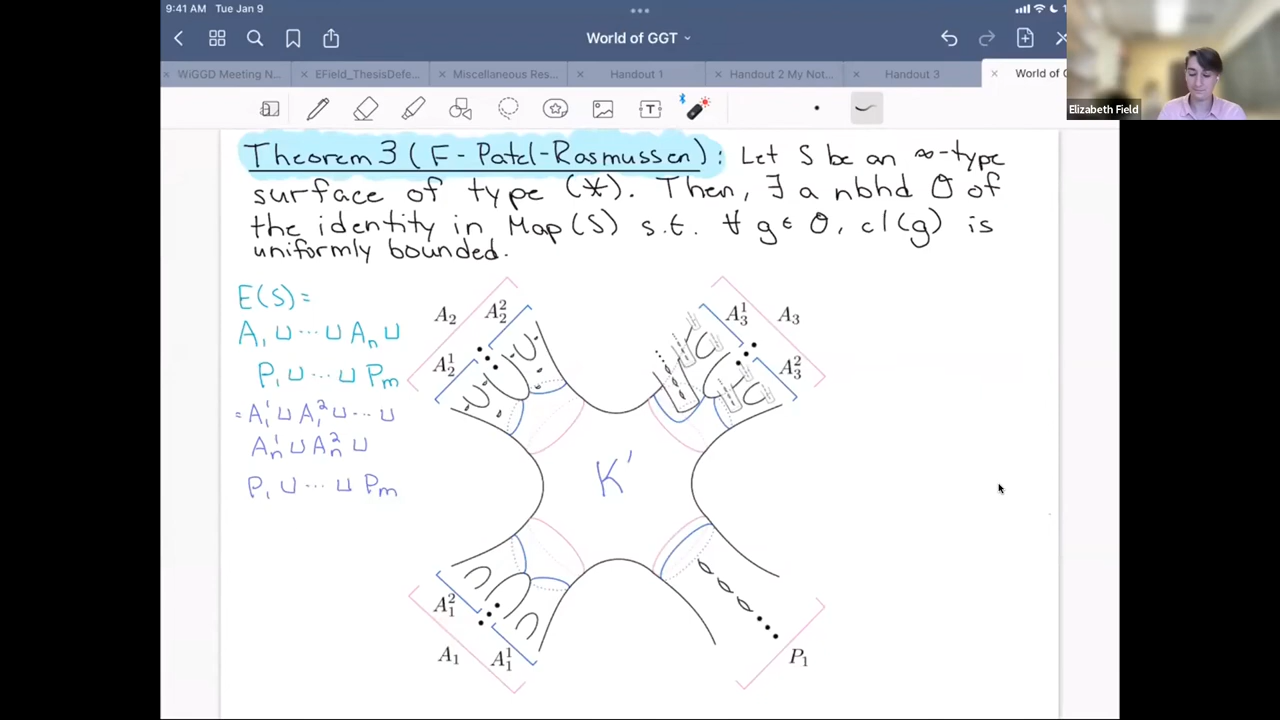 9:41 AM Tue Jan 9
World of GGT
WiGGD Meeting N...
EField_ThesisDefe...
Miscellaneous Res...
Handout 1
Handout 2 My Not...
Handout 3
World of G
Elizabeth Field
Theorem 3 (F-Patel-Rasmussen): Let S be an ∞-type
surface of type (*). Then, ∃ a nbhd O of
the identity in Map(S) s.t. ∀ g ∈ O, cl(g) is
uniformly bounded.
E(S) =
A₁ ⊔ ··· ⊔ Aₙ ⊔
P₁ ⊔ ··· ⊔ Pₘ
= A₁¹ ⊔ A₁² ⊔ ··· ⊔
Aₙ¹ ⊔ Aₙ² ⊔
P₁ ⊔ ··· ⊔ Pₘ
A₂ A₂²
A₂¹
A₃¹ A₃
A₃²
K'
A₁²
A₁ A₁¹
P₁